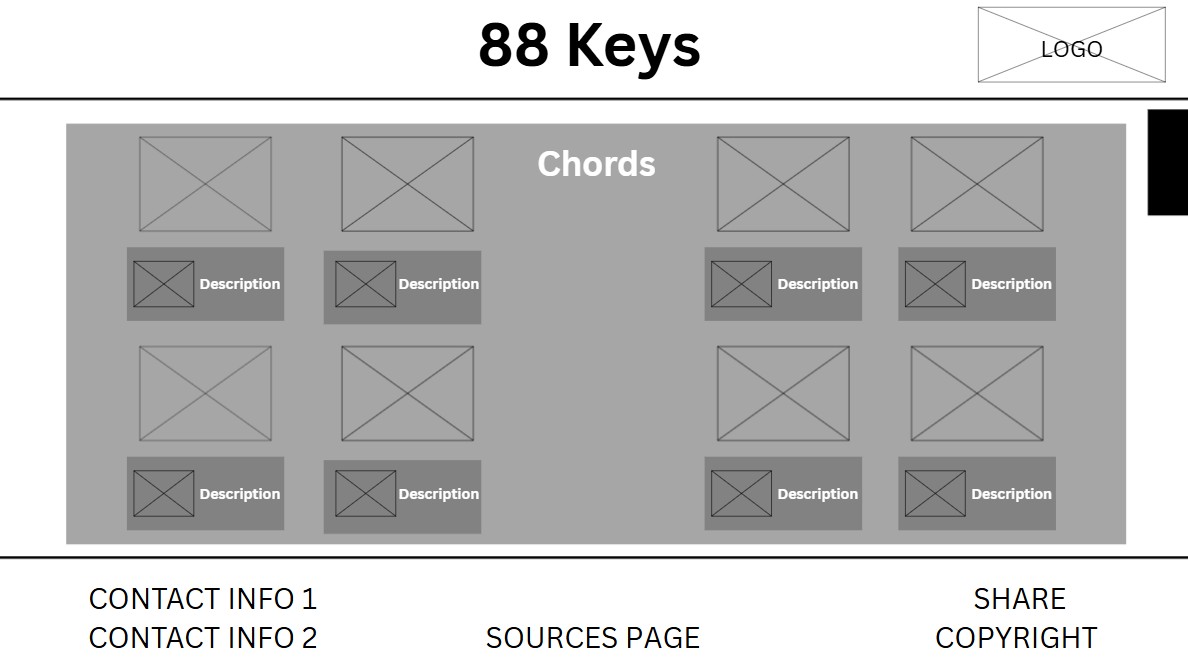 88 Keys
LOGO
Chords
Description
Description
Description
Description
Description
Description
Description
Description
CONTACT INFO 1
CONTACT INFO 2
SOURCES PAGE
SHARE
COPYRIGHT